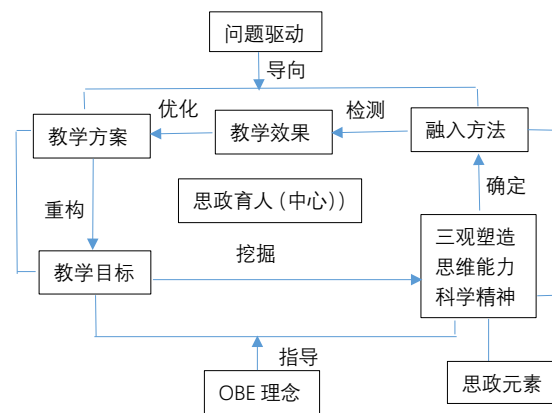 问题驱动
导向
优化
检测
教学方案
教学效果
融入方法
重构
思政育人（中心））
确定
三观塑造
思维能力
科学精神
教学目标
挖掘
指导
OBE 理念
思政元素